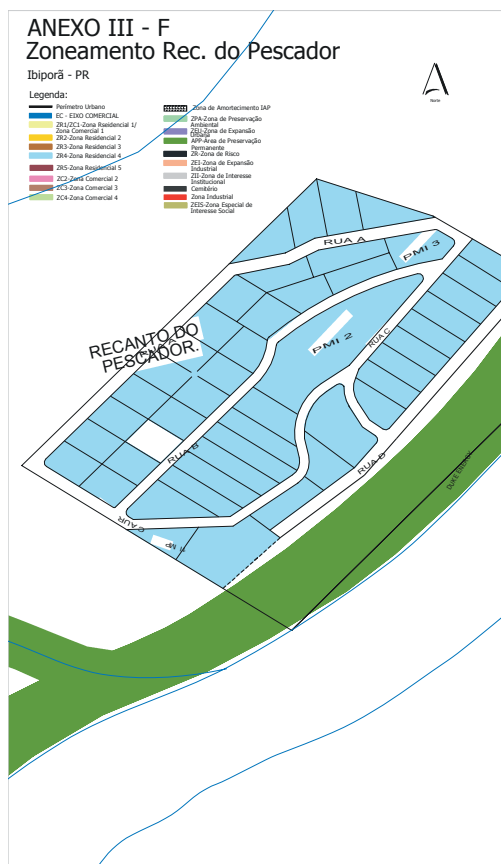 ANEXO III - F
Zoneamento Rec. do Pescador
Ibiporã - PR
Norte
Legenda:
Perímetro Urbano
EC - EIXO COMERCIAL
ZR1/ZC1-Zona Rsedencial 1/
Zona Comercial 1
ZR2-Zona Residencial 2
ZR3-Zona Residencial 3
ZR4-Zona Residencial 4
ZR5-Zona Residencial 5
ZC2-Zona Comercial 2
ZC3-Zona Comercial 3
ZC4-Zona Comercial 4
Zona de Amortecimento IAP
ZPA-Zona de Preservação
Ambiental
ZEU-Zona de Expansão
Urbana
APP-Área de Preservação
Permanente
ZR-Zona de Risco
ZEI-Zona de Expansão
Industrial
ZII-Zona de Interesse
Institucional
Cemitério
Zona Industrial
ZEIS-Zona Especial de
Interesse Social
RUA A
PMI 3
RECANTO DO
PESCADOR.
RUA A
PMI 2
RUA C
RUA B
RUA D
DUKE ENERGY
CAUR